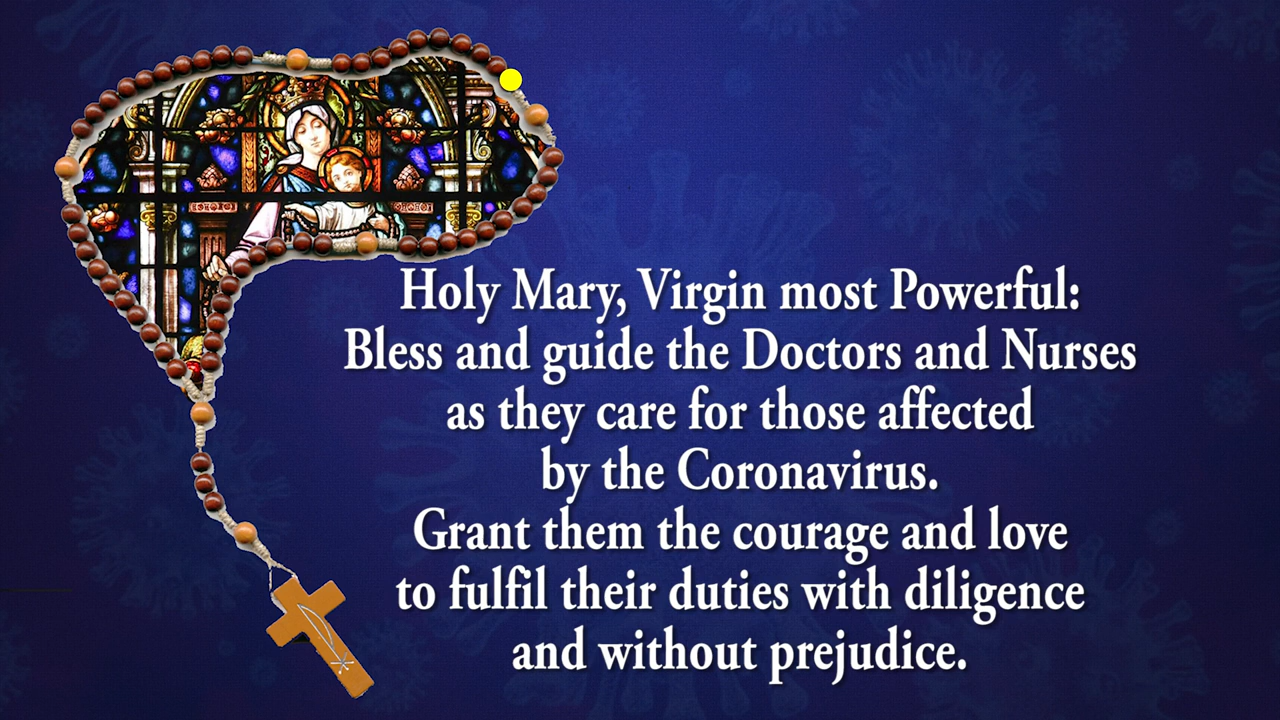 Holy Mary, Virgin most Powerful:
Bless and guide the Doctors and Nurses
as they care for those affected
by the Coronavirus.
Grant them the courage and love
to fulfil their duties with diligence
and without prejudice.